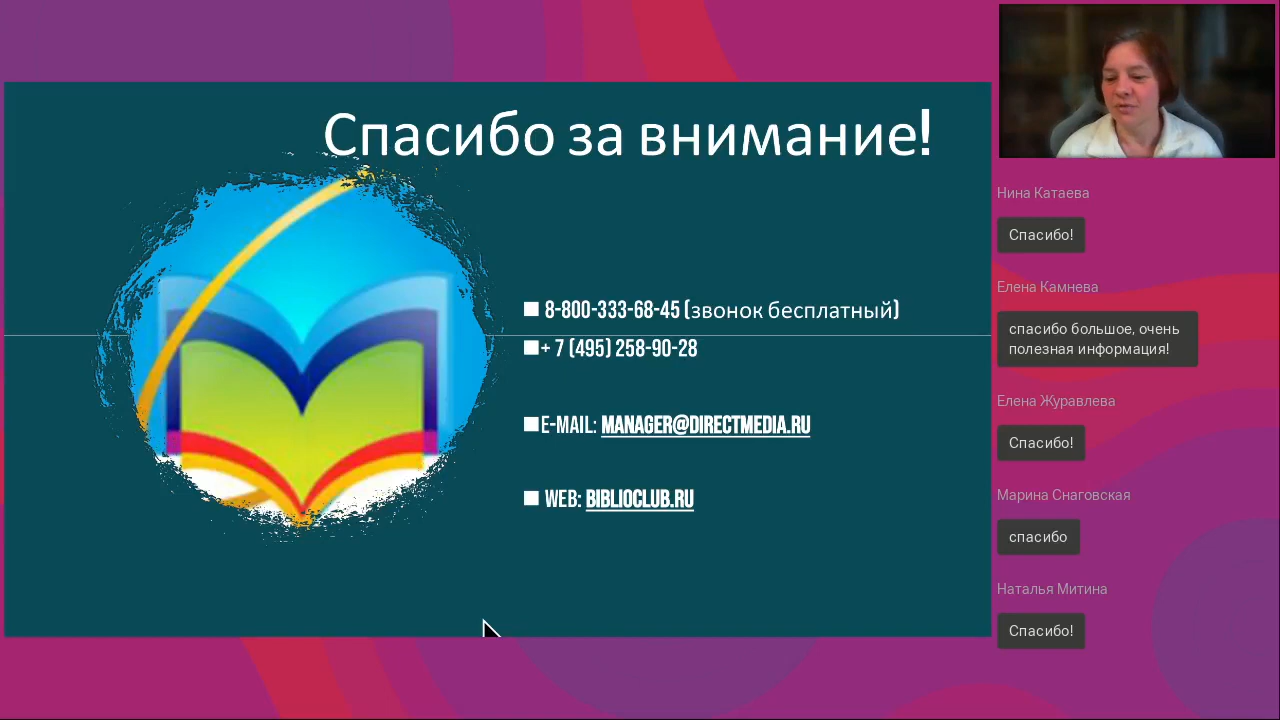 Спасибо за внимание!
8-800-333-68-45 (звонок бесплатный)
+ 7 (495) 258-90-28
E-MAIL: MANAGER@DIRECTMEDIA.RU
WEB: BIBLIOCLUB.RU
Нина Катаева
Спасибо!
Елена Камнева
спасибо большое, очень
полезная информация!
Елена Журавлева
Спасибо!
Марина Снаговская
спасибо
Наталья Митина
Спасибо!